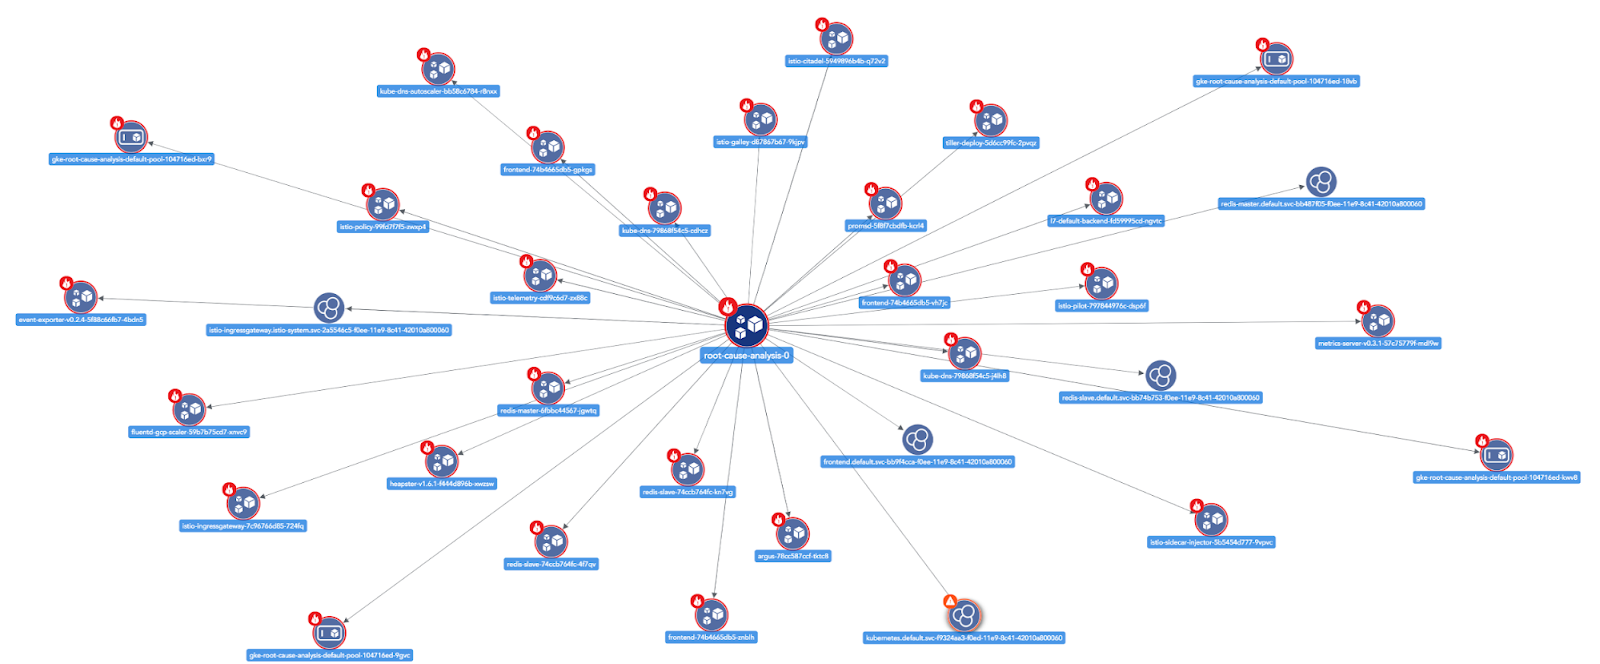 istio-citadel-5949896b4b-q72v2
gke-root-cause-analysis-default-pool-104716ed-18vb
kube-dns-autoscaler-bb58c6784-r8rxx
istio-galley-d87867b67-9kjpv
tiller-deploy-5d6cc99fc-2pvqz
gke-root-cause-analysis-default-pool-104716ed-bxr9
frontend-74b4665db5-gpkgs
redis-master.default.svc-bb487f05-f0ee-11e9-8c41-42010a800060
l7-default-backend-fd59995cd-ngvtc
istio-policy-99fd7f7f5-zwxp4
promsd-5f8f7cbdfb-kcrl4
kube-dns-79868f54c5-cdhcz
istio-telemetry-cdf9c6d7-zx88c
frontend-74b4665db5-vh7jc
istio-pilot-797844976c-dsp6f
event-exporter-v0.2.4-5f88c66fb7-4bdn5
istio-ingressgateway.istio-system.svc-2a5546c5-f0ee-11e9-8c41-42010a800060
metrics-server-v0.3.1-57c75779f-mdf9w
root-cause-analysis-0
kube-dns-79868f54c5-j4lh8
redis-slave.default.svc-bb74b753-f0ee-11e9-8c41-42010a800060
redis-master-6fbbc44567-jgwtq
fluentd-gcp-scaler-59b7b75cd7-xnvc9
frontend.default.svc-bb9f4cca-f0ee-11e9-8c41-42010a800060
gke-root-cause-analysis-default-pool-104716ed-kwv8
heapster-v1.6.1-f444d896b-xwzsw
redis-slave-74ccb764fc-kn7vg
istio-ingressgateway-7c96766d85-724fq
istio-sidecar-injector-5b5454d777-9vpvc
argus-78cc587ccf-tktc8
redis-slave-74ccb764fc-4f7qv
frontend-74b4665db5-znbfh
kubernetes.default.svc-f9324aa3-f0ed-11e9-8c41-42010a800060
gke-root-cause-analysis-default-pool-104716ed-9gvc